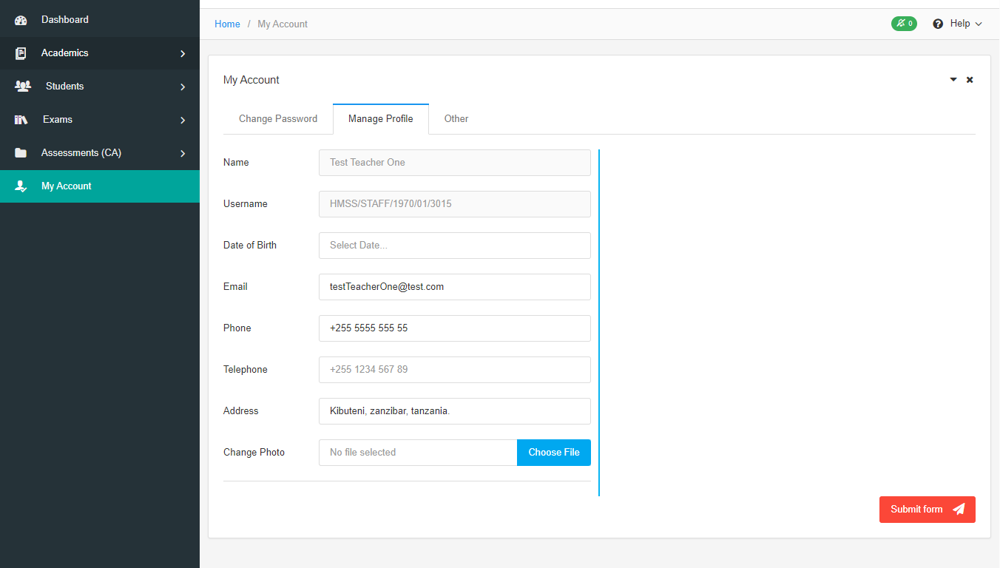 Dashboard
Academics
Students
Exams
Assessments (CA)
My Account
Home / My Account
0
Help
My Account
Change Password
Manage Profile
Other
Name
Test Teacher One
Username
HMSS/STAFF/1970/01/3015
Date of Birth
Select Date...
Email
testTeacherOne@test.com
Phone
+255 5555 555 55
Telephone
+255 1234 567 89
Address
Kibuteni, zanzibar, tanzania.
Change Photo
No file selected
Choose File
Submit form